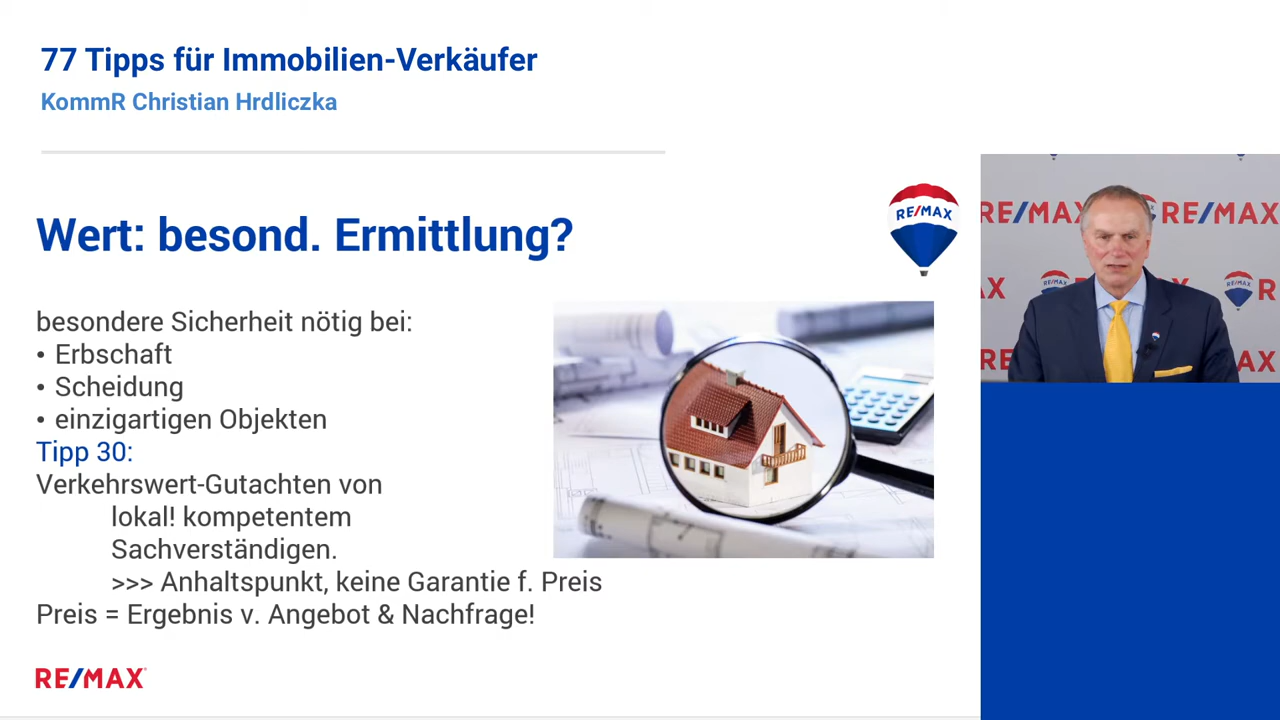 77 Tipps für Immobilien-Verkäufer
KommR Christian Hrdliczka
Wert: besond. Ermittlung?
RE/MAX
besondere Sicherheit nötig bei:
• Erbschaft
• Scheidung
• einzigartigen Objekten
Tipp 30:
Verkehrswert-Gutachten von
lokal! kompetentem
Sachverständigen.
>>> Anhaltspunkt, keine Garantie f. Preis
Preis = Ergebnis v. Angebot & Nachfrage!
RE/MAX
RE/MAX RE/MAX